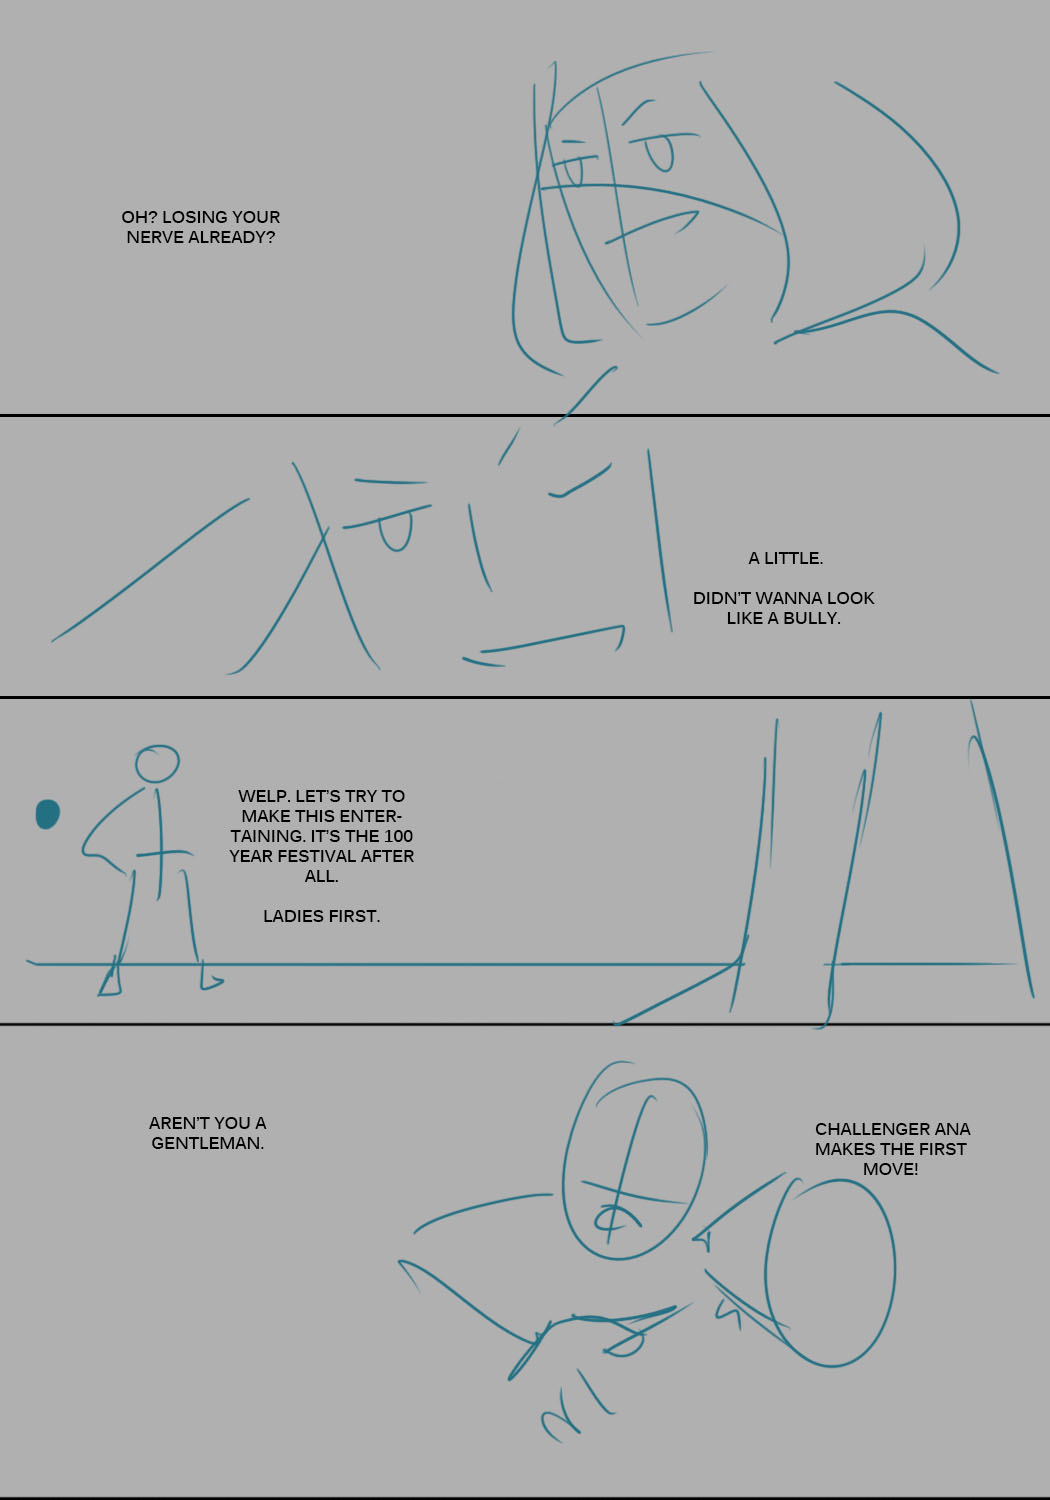 OH? LOSING YOUR
NERVE ALREADY?
A LITTLE.
DIDN'T WANNA LOOK
LIKE A BULLY.
WELP. LET'S TRY TO
MAKE THIS ENTER-
TAINING. IT'S THE 100
YEAR FESTIVAL AFTER
ALL.
LADIES FIRST.
AREN'T YOU A
GENTLEMAN.
CHALLENGER ANA
MAKES THE FIRST
MOVE!